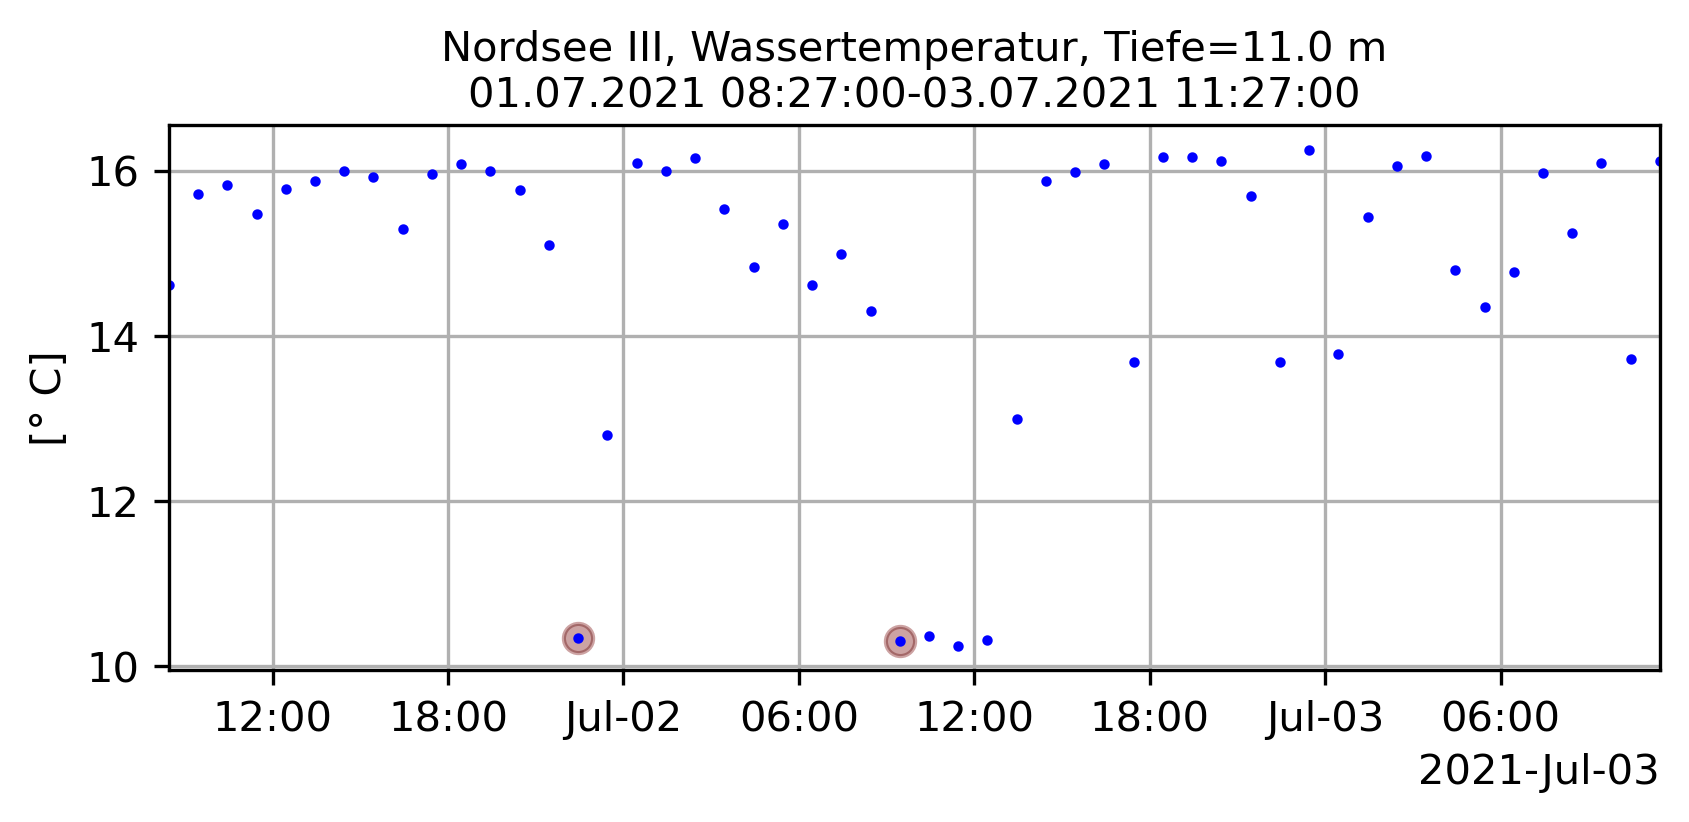 Nordsee III, Wassertemperatur, Tiefe=11.0 m
01.07.2021 08:27:00-03.07.2021 11:27:00
[° C]
16
14
12
10
12:00 18:00 Jul-02 06:00 12:00 18:00 Jul-03 06:00
2021-Jul-03